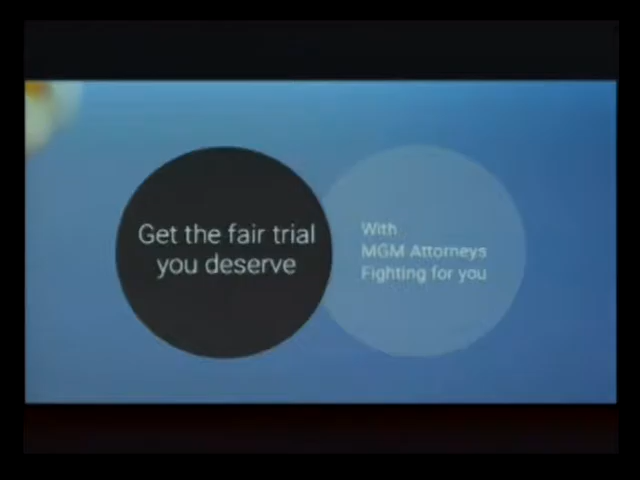 Get the fair trial
you deserve
With
MGM Attorneys
Fighting for you